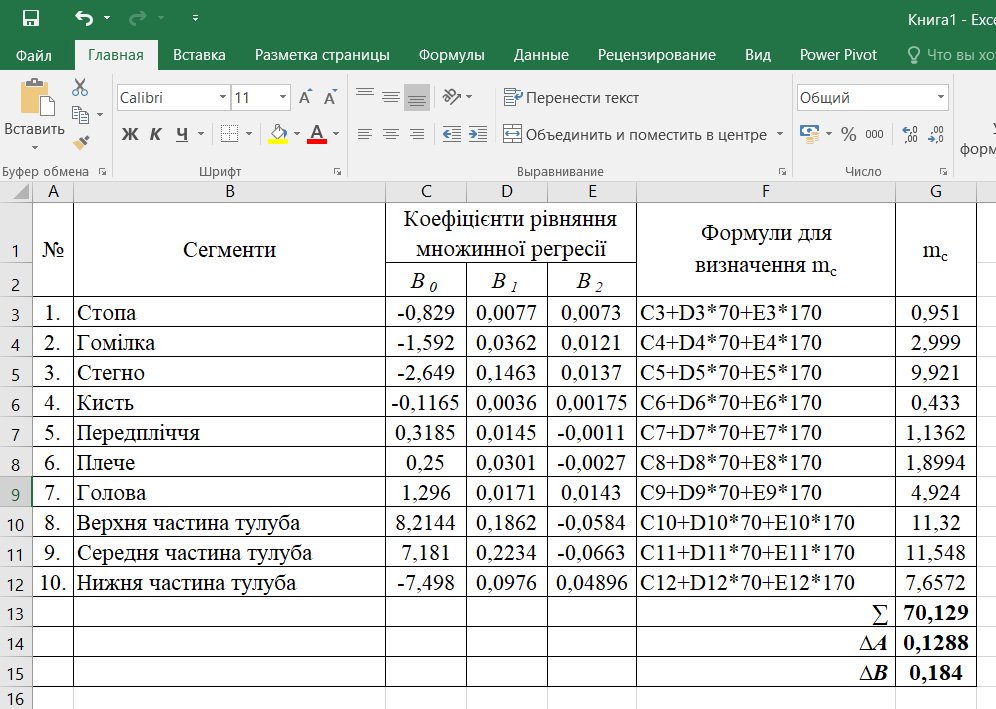 Книга1 - Exce
Файл Главная Вставка Разметка страницы Формулы Данные Рецензирование Вид Power Pivot Что вы хо
Calibri 11 Перенести текст Общий
Вставить Ж К Ч А Объединить и поместить в центре % 000
форм
Буфер обмена Шрифт Выравнивание Число
A B C D E F G
1 № Сегменти Коефіцієнти рівняння множинної регресії Формули для визначення mc mc
2 B0 B1 B2
3 1. Стопа -0,829 0,0077 0,0073 C3+D3*70+E3*170 0,951
4 2. Гомілка -1,592 0,0362 0,0121 C4+D4*70+E4*170 2,999
5 3. Стегно -2,649 0,1463 0,0137 C5+D5*70+E5*170 9,921
6 4. Кисть -0,1165 0,0036 0,00175 C6+D6*70+E6*170 0,433
7 5. Передпліччя 0,3185 0,0145 -0,0011 C7+D7*70+E7*170 1,1362
8 6. Плече 0,25 0,0301 -0,0027 C8+D8*70+E8*170 1,8994
9 7. Голова 1,296 0,0171 0,0143 C9+D9*70+E9*170 4,924
10 8. Верхня частина тулуба 8,2144 0,1862 -0,0584 C10+D10*70+E10*170 11,32
11 9. Середня частина тулуба 7,181 0,2234 -0,0663 C11+D11*70+E11*170 11,548
12 10. Нижня частина тулуба -7,498 0,0976 0,04896 C12+D12*70+E12*170 7,6572
13 ∑ 70,129
14 ΔA 0,1288
15 ΔB 0,184
16